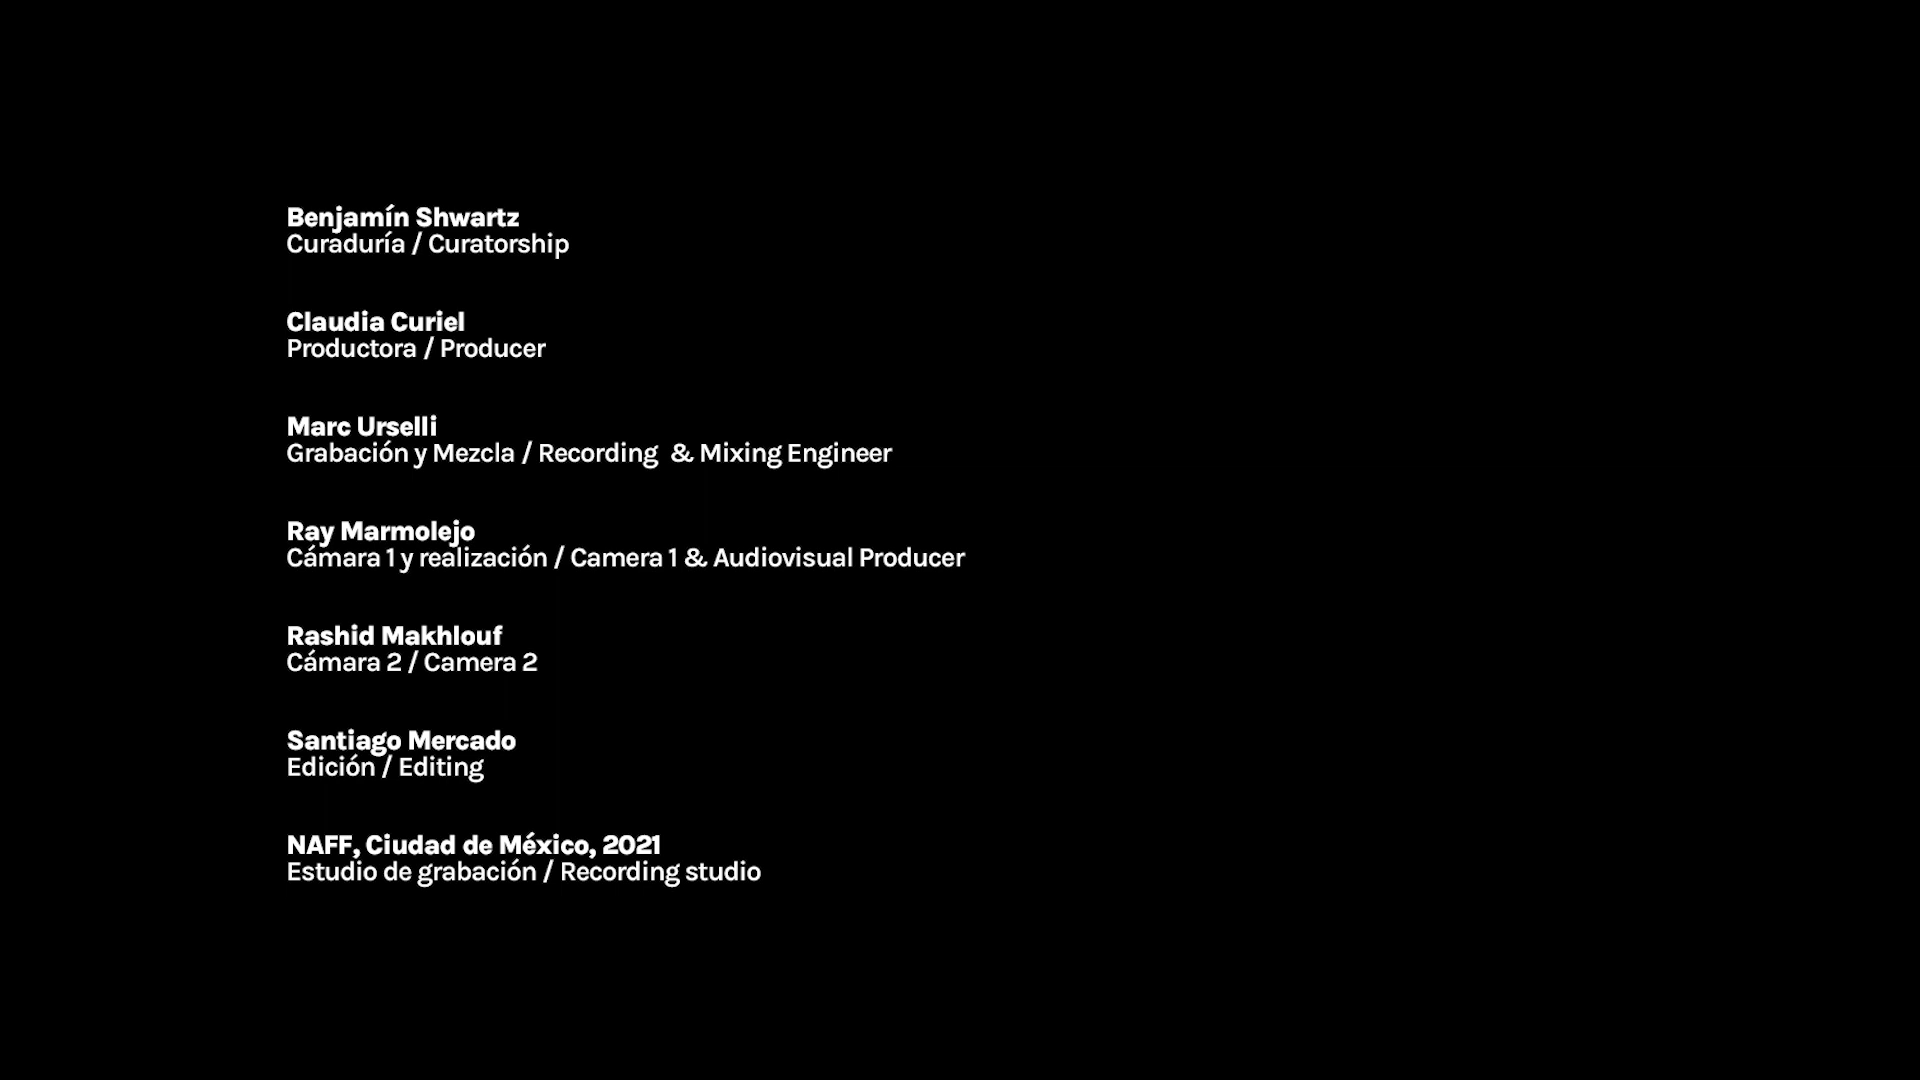 Benjamín Shwartz
Curaduría / Curatorship
Claudia Curiel
Productora / Producer
Marc Urselli
Grabación y Mezcla / Recording  & Mixing Engineer
Ray Marmolejo
Cámara 1 y realización / Camera 1 & Audiovisual Producer
Rashid Makhlouf
Cámara 2 / Camera 2
Santiago Mercado
Edición / Editing
NAFF, Ciudad de México, 2021
Estudio de grabación / Recording studio